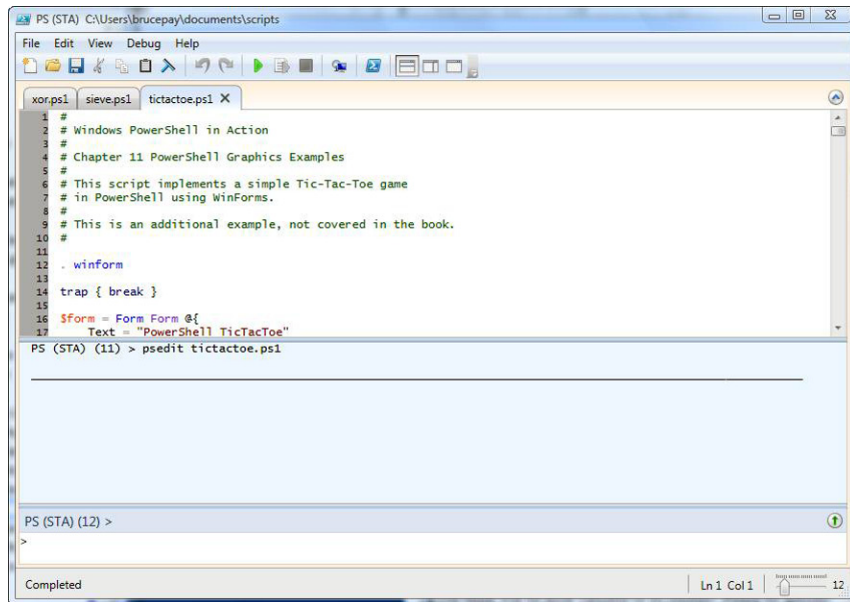 PS (STA) C:\Users\brucepay\documents\scripts
File Edit View Debug Help
xor.ps1 sieve.ps1 tictactoe.ps1 X
1 #
2 # Windows PowerShell in Action
3 #
4 # Chapter 11 PowerShell Graphics Examples
5 #
6 # This script implements a simple Tic-Tac-Toe game
7 # in PowerShell using WinForms.
8 #
9 # This is an additional example, not covered in the book.
10 #
11
12 . winform
13
14 trap { break }
15
16 $form = Form Form @{
17 Text = "PowerShell TicTacToe"
PS (STA) (11) > psedit tictactoe.ps1
PS (STA) (12) >
>
Completed Ln 1 Col 1 12